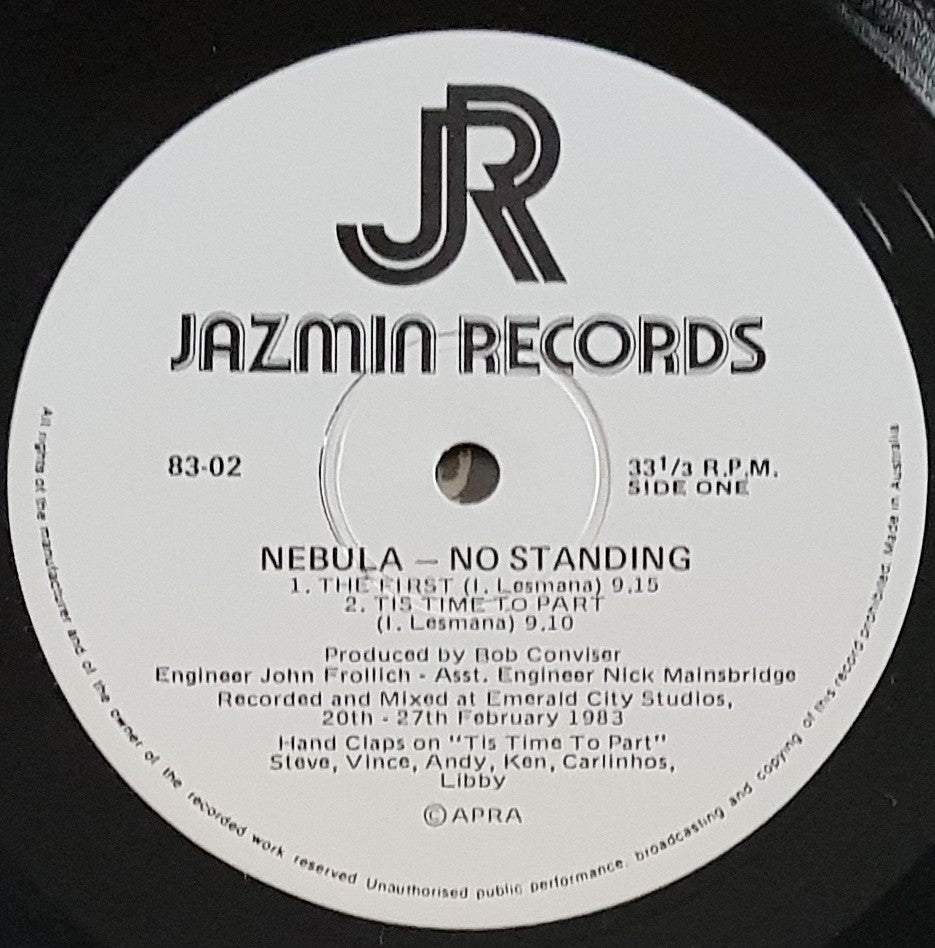 JR
JAZMIN RECORDS
83-02
33 1/3 R.P.M.
SIDE ONE
NEBULA – NO STANDING
1. THE FIRST (I. Lesmana) 9.15
2. TIS TIME TO PART
(I. Lesmana) 9.10
Produced by Bob Conviser
Engineer John Frolich - Asst. Engineer Nick Mainsbridge
Recorded and Mixed at Emerald City Studios,
20th - 27th February 1983
Hand Claps on "Tis Time To Part"
Steve, Vince, Andy, Ken, Carlinhos,
Libby
©APRA
All rights of the manufacturer and of the owner of the recorded work reserved Unauthorised public performance, broadcasting and copying of this record prohibited. Made in Australia